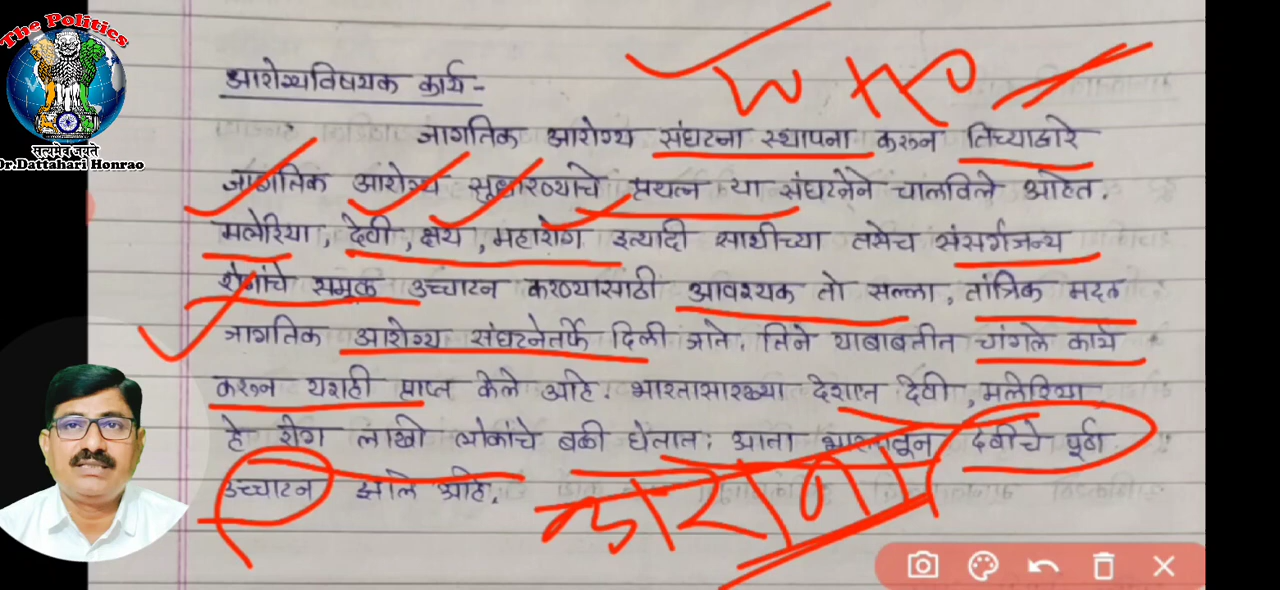 The Politics
सत्यमेव जयते
Dr.Dattahari Honrao
WHO
आरोग्यविषयक कार्य -
जागतिक आरोग्य संघटना स्थापना करून तिच्याद्वारे
जागतिक आरोग्य सुधारण्याचे प्रयत्न या संघटनेने चालविले आहेत.
मलेरिया, देवी, क्षय, महारोग इत्यादी साथीच्या तसेच संसर्गजन्य
रोगांचे समूळ उच्चाटन करण्यासाठी आवश्यक तो सल्ला, तांत्रिक मदत
जागतिक आरोग्य संघटनेतर्फे दिली जाते. तिने याबाबतीत चांगले कार्य
करून यशही प्राप्त केले आहे. भारतासारख्या देशात देवी, मलेरिया
हे रोग लाखो लोकांचे बळी घेतात. आता भारतातून देवीचे पूर्ण
उच्चाटन झाले आहे.
कोरोना